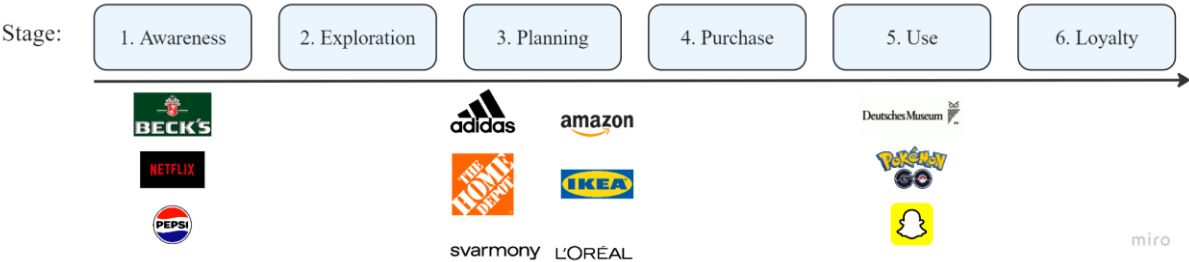 Stage:
1. Awareness
2. Exploration
3. Planning
4. Purchase
5. Use
6. Loyalty
BECK'S
NETFLIX
PEPSI
adidas
amazon
THE
HOME
DEPOT
IKEA
svarmony
L'ORÉAL
Deutsches Museum
POKÉMON
GO
miro